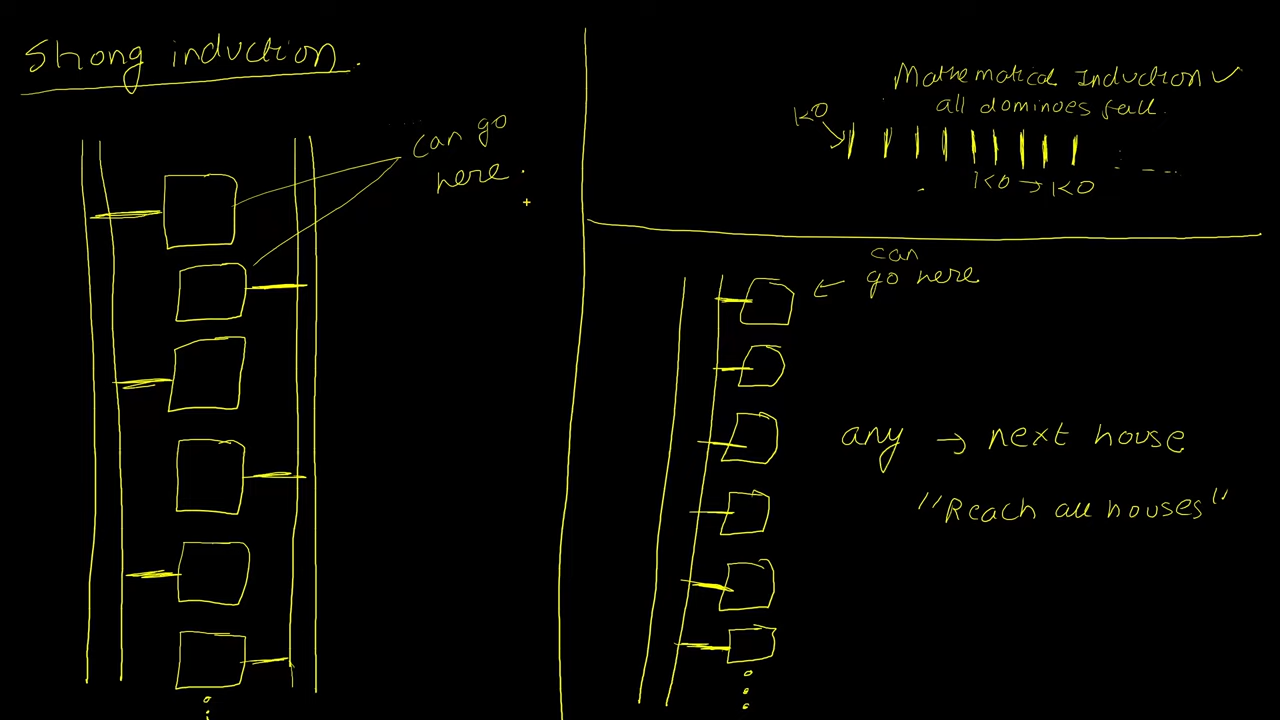 Strong induction.
can go
here.
Mathematical Induction
all dominoes fall.
KO
KO → KO
can
go here
any → next house
"Reach all houses"